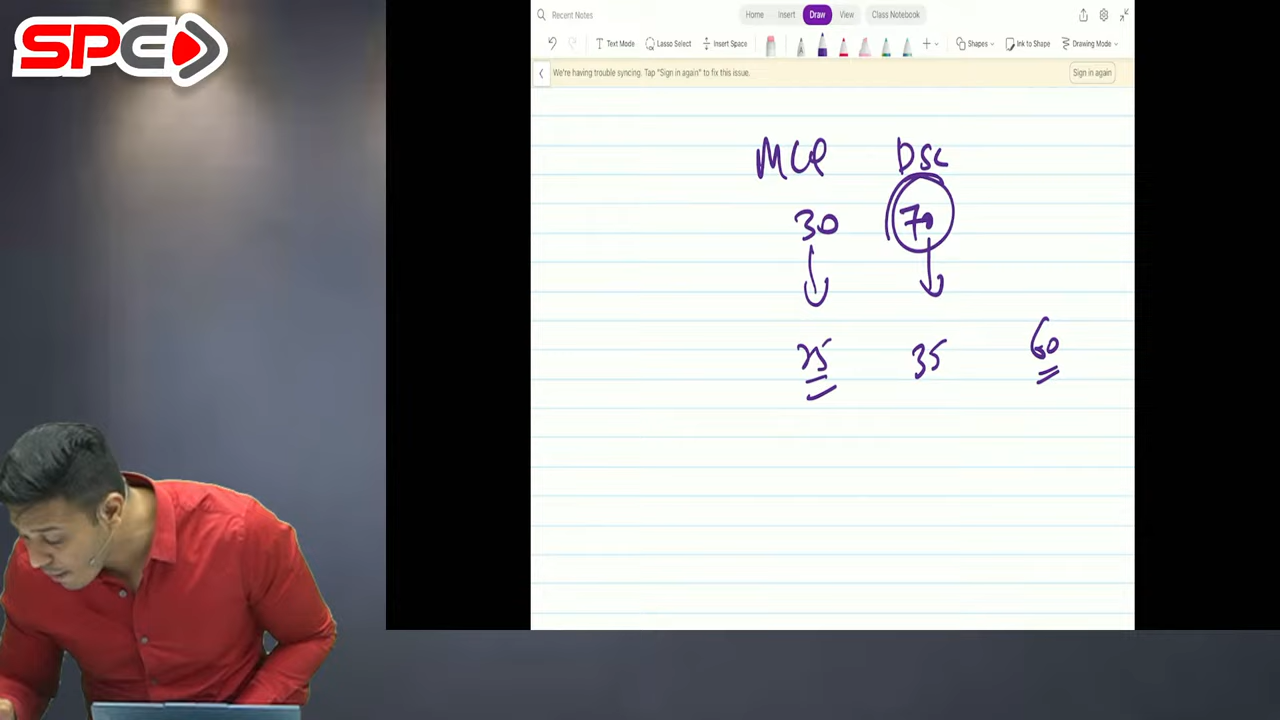 SPC
Recent Notes
Home Insert Draw View Class Notebook
Text Mode Lasso Select Insert Space Shapes Ink to Shape Drawing Mode
We're having trouble syncing. Tap "Sign in again" to fix this issue. Sign in again
MCQ DSC
30 70
25 35 60